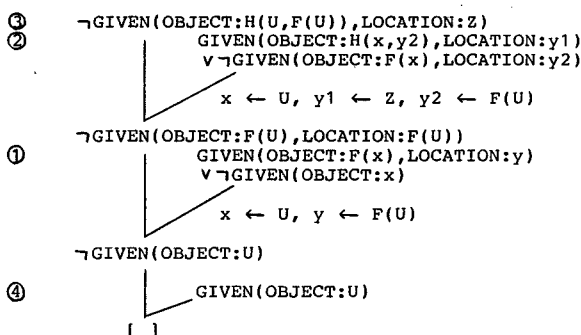 ③ ¬GIVEN(OBJECT:H(U,F(U)),LOCATION:Z)
② GIVEN(OBJECT:H(x,y2),LOCATION:y1)
∨¬GIVEN(OBJECT:F(x),LOCATION:y2)
x ← U, y1 ← Z, y2 ← F(U)
¬GIVEN(OBJECT:F(U),LOCATION:F(U))
① GIVEN(OBJECT:F(x),LOCATION:y)
∨¬GIVEN(OBJECT:x)
x ← U, y ← F(U)
¬GIVEN(OBJECT:U)
④ GIVEN(OBJECT:U)
[ ]